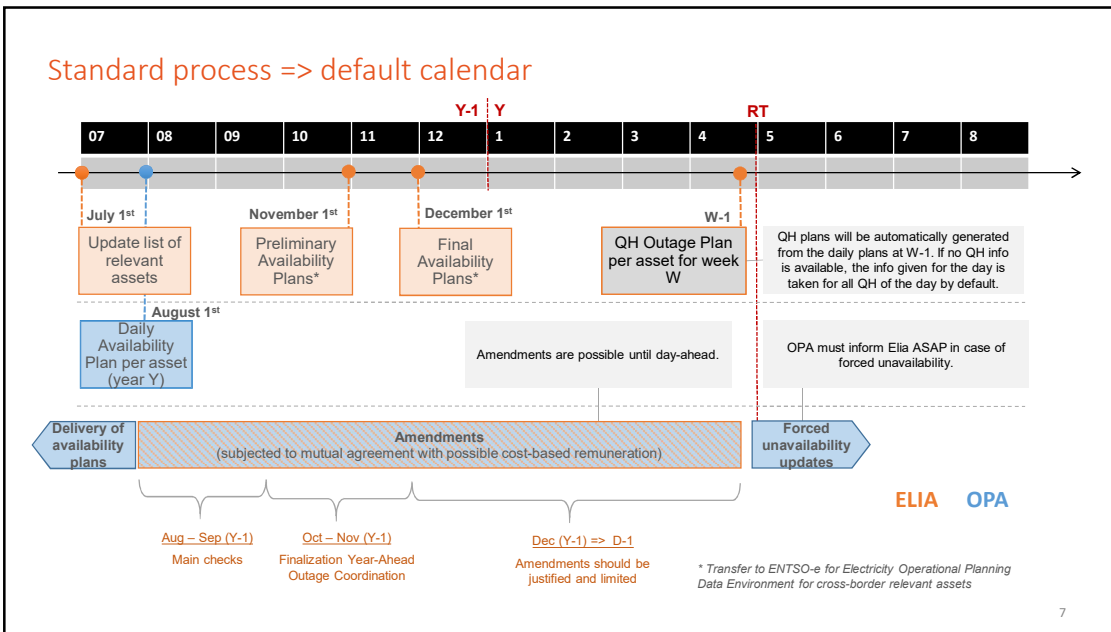 Standard process => default calendar
Y-1 Y RT
07 08 09 10 11 12 1 2 3 4 5 6 7 8
July 1st
November 1st
December 1st
W-1
Update list of
relevant
assets
Preliminary
Availability
Plans*
Final
Availability
Plans*
QH Outage Plan
per asset for week
W
QH plans will be automatically generated
from the daily plans at W-1. If no QH info
is available, the info given for the day is
taken for all QH of the day by default.
August 1st
Daily
Availability
Plan per asset
(year Y)
Amendments are possible until day-ahead.
OPA must inform Elia ASAP in case of
forced unavailability.
Delivery of
availability
plans
Amendments
(subjected to mutual agreement with possible cost-based remuneration)
Forced
unavailability
updates
ELIA OPA
Aug – Sep (Y-1)
Main checks
Oct – Nov (Y-1)
Finalization Year-Ahead
Outage Coordination
Dec (Y-1) => D-1
Amendments should be
justified and limited
* Transfer to ENTSO-e for Electricity Operational Planning
Data Environment for cross-border relevant assets
7